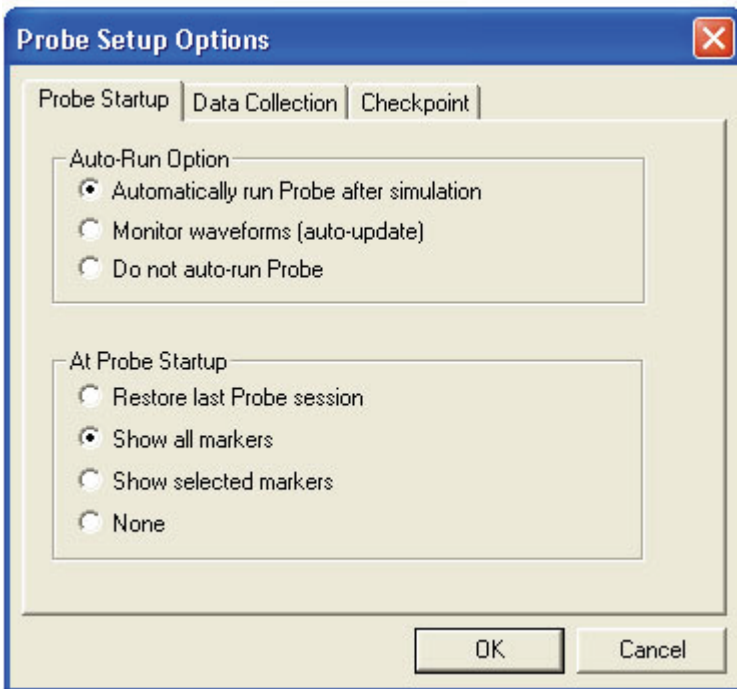 Probe Setup Options
Probe Startup Data Collection Checkpoint
Auto-Run Option
Automatically run Probe after simulation
Monitor waveforms (auto-update)
Do not auto-run Probe
At Probe Startup
Restore last Probe session
Show all markers
Show selected markers
None
OK Cancel